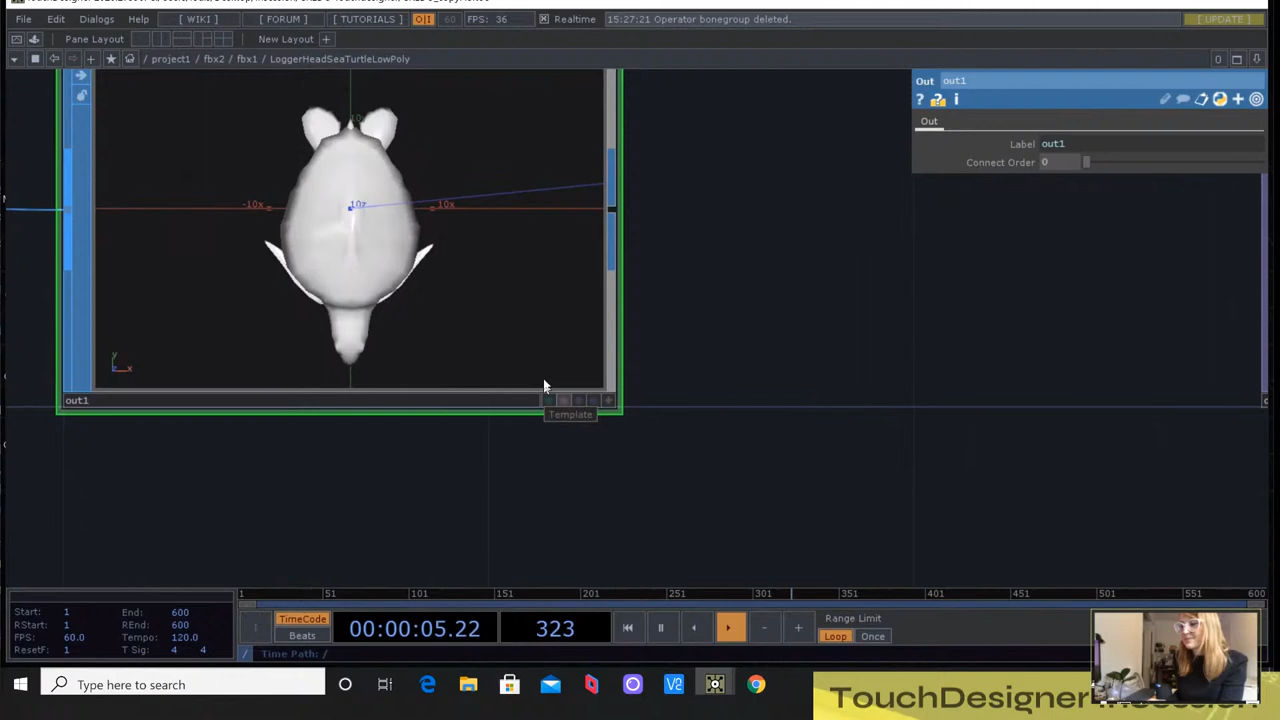 File Edit Dialogs Help [ WIKI ] [ FORUM ] [ TUTORIALS ] O|I 60 FPS: 36 Realtime 15:27:21 Operator bonegroup deleted. [ UPDATE ]
Pane Layout New Layout +
/ project1 / fbx2 / fbx1 / LoggerHeadSeaTurtleLowPoly 0
Out out1
Out
Label out1
Connect Order 0
-10x 10z 10x
y
z x
out1
Template
1 51 101 151 201 251 301 351 401 451 501 551 600
Start: 1 End: 600
RStart: 1 REnd: 600
FPS: 60.0 Tempo: 120.0
ResetF: 1 T Sig: 4 4
TimeCode
Beats
00:00:05.22 323
Range Limit
Loop Once
/ Time Path: /
Type here to search
TouchDesigner